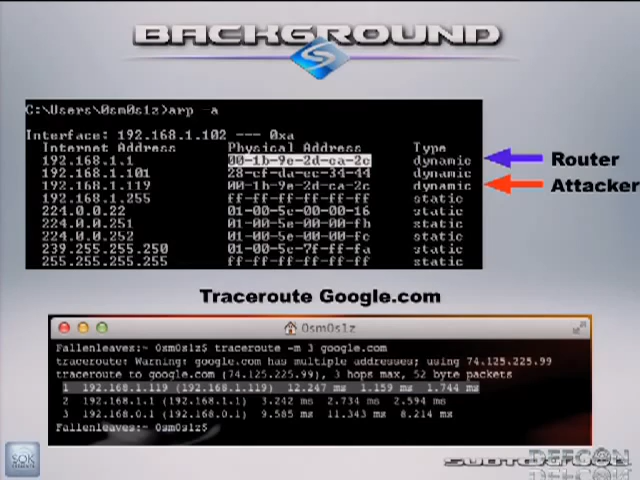 BACKGROUND
C:\Users\0sm0s1z>arp -a
Interface: 192.168.1.102 --- 0xa
Internet Address Physical Address Type
192.168.1.1 00-1b-9e-2d-ca-2c dynamic
Router
192.168.1.101 28-cf-da-ec-34-44 dynamic
192.168.1.119 00-1b-9e-2d-ca-2c dynamic
Attacker
192.168.1.255 ff-ff-ff-ff-ff-ff static
224.0.0.22 01-00-5e-00-00-16 static
224.0.0.251 01-00-5e-00-00-fb static
224.0.0.252 01-00-5e-00-00-fc static
239.255.255.250 01-00-5e-7f-ff-fa static
255.255.255.255 ff-ff-ff-ff-ff-ff static
Traceroute Google.com
0sm0s1z
Fallenleaves:~ 0sm0s1z$ traceroute -m 3 google.com
traceroute: Warning: google.com has multiple addresses; using 74.125.225.99
traceroute to google.com (74.125.225.99), 3 hops max, 52 byte packets
1 192.168.1.119 (192.168.1.119) 12.247 ms 1.159 ms 1.744 ms
2 192.168.1.1 (192.168.1.1) 3.242 ms 2.734 ms 2.594 ms
3 192.168.0.1 (192.168.0.1) 9.585 ms 11.343 ms 8.214 ms
Fallenleaves:~ 0sm0s1z$
SOK
DEFCON